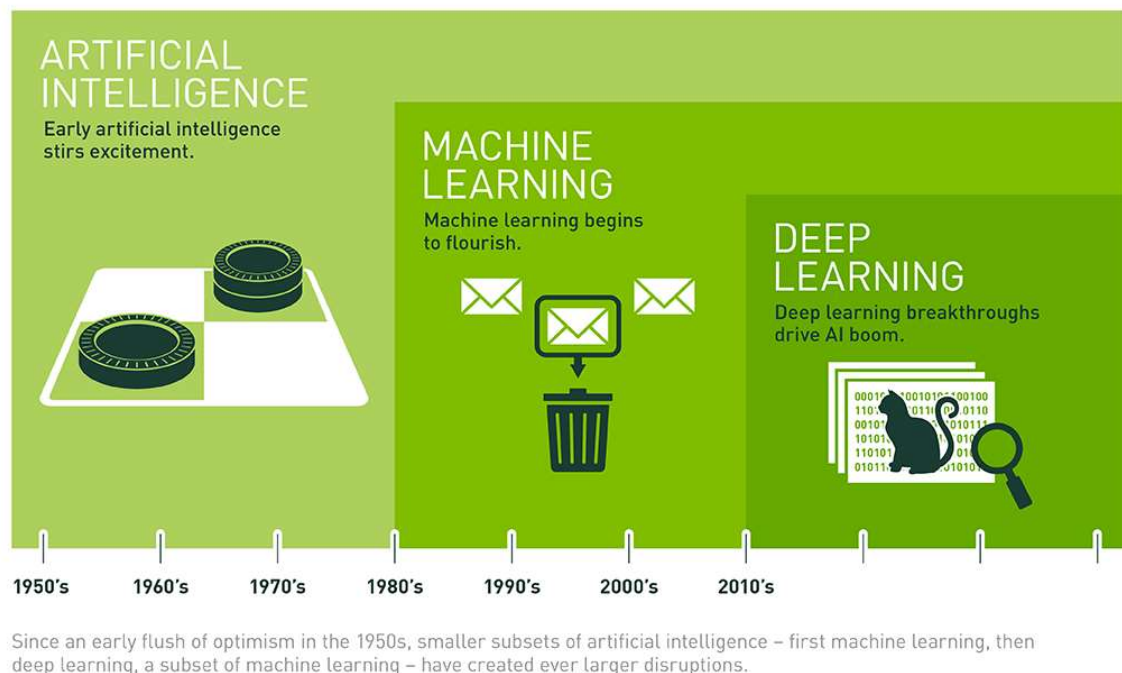 ARTIFICIAL
INTELLIGENCE
Early artificial intelligence
stirs excitement.
MACHINE
LEARNING
Machine learning begins
to flourish.
DEEP
LEARNING
Deep learning breakthroughs
drive AI boom.
1950's 1960's 1970's 1980's 1990's 2000's 2010's
Since an early flush of optimism in the 1950s, smaller subsets of artificial intelligence – first machine learning, then
deep learning, a subset of machine learning – have created ever larger disruptions.